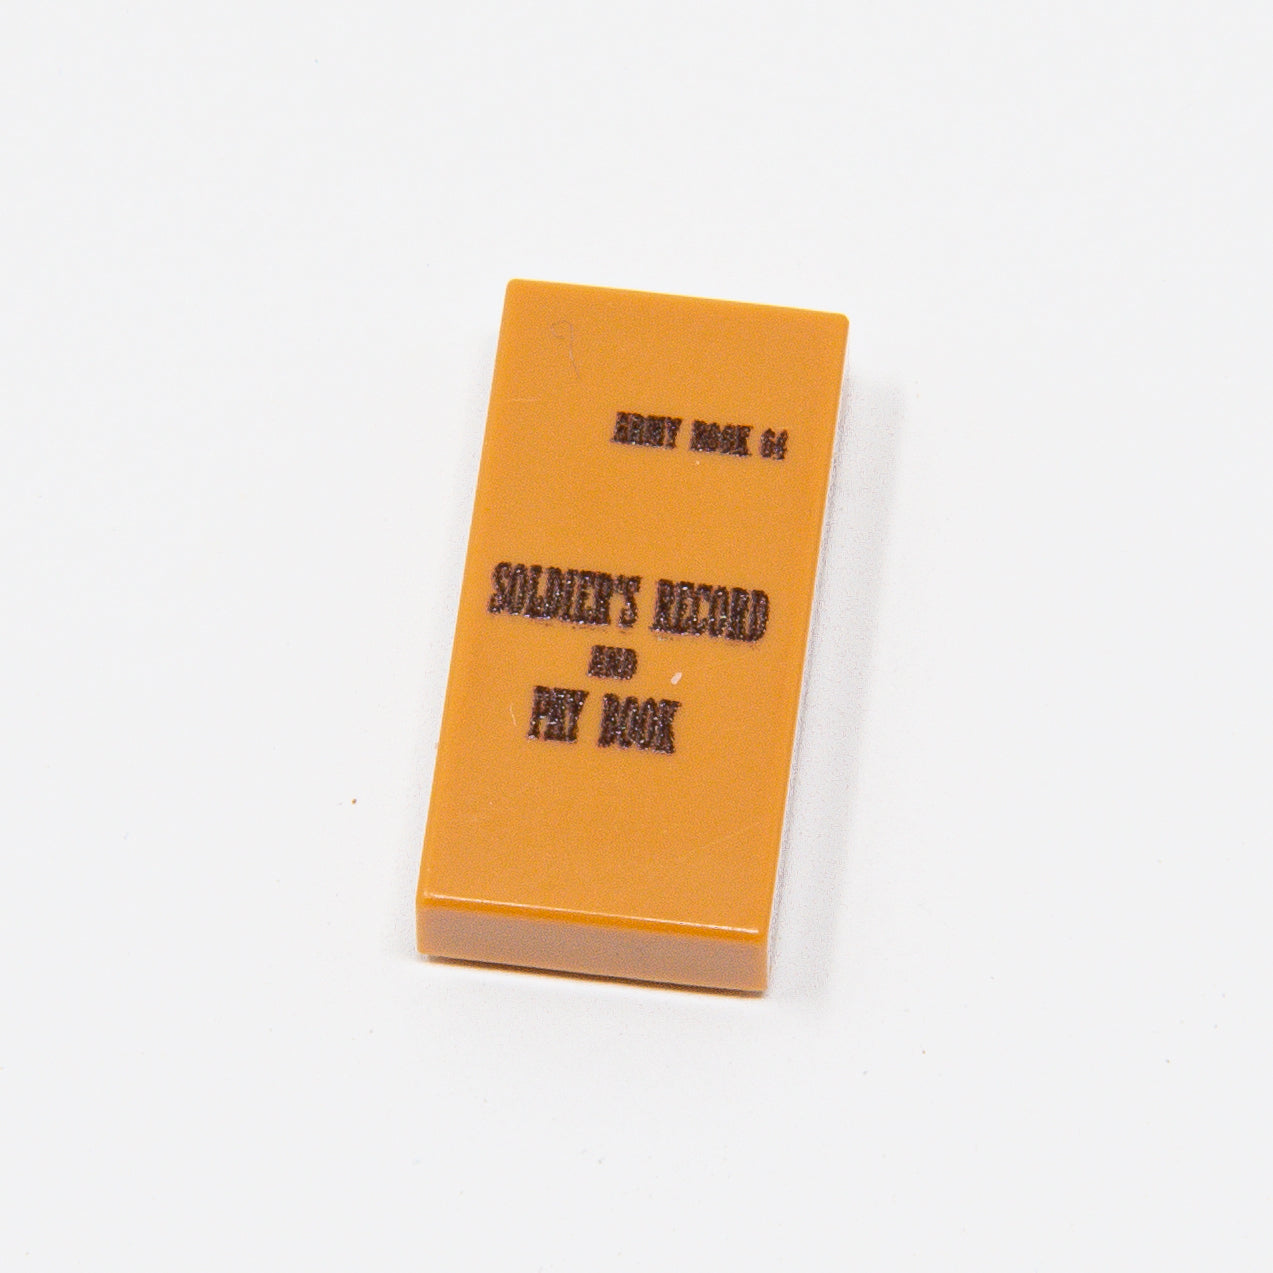 ARMY BOOK 64
SOLDIER'S RECORD
AND
PAY BOOK